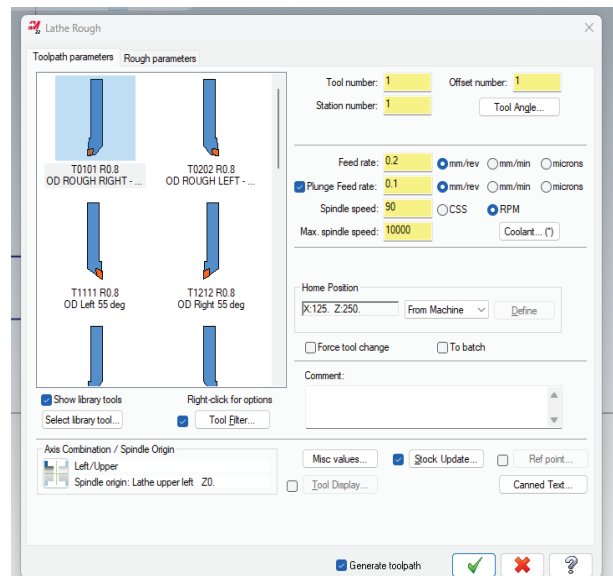 Lathe Rough
Toolpath parameters
Rough parameters
T0101 R0.8
OD ROUGH RIGHT - ...
T0202 R0.8
OD ROUGH LEFT - ...
T1111 R0.8
OD Left 55 deg
T1212 R0.8
OD Right 55 deg
Show library tools
Right-click for options
Select library tool...
Tool Filter...
Tool number: 1
Offset number: 1
Station number: 1
Tool Angle...
Feed rate: 0.2 mm/rev mm/min microns
Plunge Feed rate: 0.1 mm/rev mm/min microns
Spindle speed: 90 CSS RPM
Max. spindle speed: 10000
Coolant... (*)
Home Position
X:125. Z:250.
From Machine
Define
Force tool change
To batch
Comment:
Axis Combination / Spindle Origin
Left/Upper
Spindle origin: Lathe upper left Z0.
Misc values...
Stock Update...
Ref point...
Tool Display...
Canned Text...
Generate toolpath